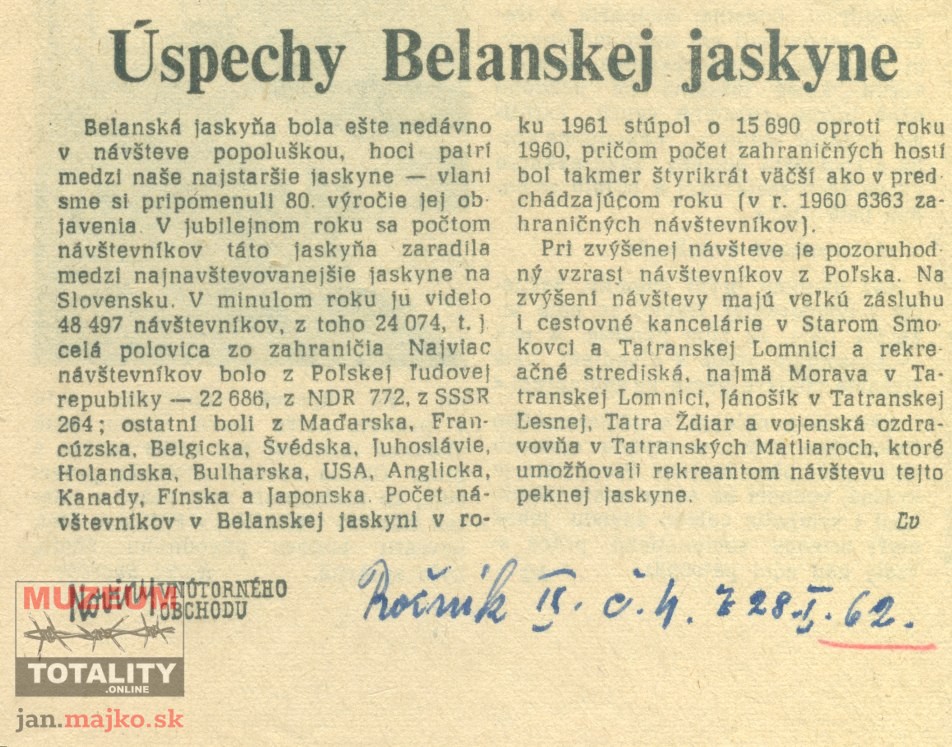 Úspechy Belanskej jaskyne
Belanská jaskyňa bola ešte nedávno
v návšteve popoluškou, hoci patrí
medzi naše najstaršie jaskyne — vlani
sme si pripomenuli 80. výročie jej ob-
javenia. V jubilejnom roku sa počtom
návštevníkov táto jaskyňa zaradila
medzi najnavštevovanejšie jaskyne na
Slovensku. V minulom roku ju videlo
48 497 návštevníkov, z toho 24 074, t. j
celá polovica zo zahraničia Najviac
návštevníkov bolo z Poľskej ľudovej
republiky — 22 686, z NDR 772, z SSSR
264; ostatní boli z Maďarska, Fran-
cúzska, Belgicka, Švédska, Juhoslávie,
Holandska, Bulharska, USA, Anglicka,
Kanady, Fínska a Japonska. Počet ná-
vštevníkov v Belanskej jaskyni v ro-
ku 1961 stúpol o 15 690 oproti roku
1960, pričom počet zahraničných hostí
bol takmer štyrikrát väčší ako v pred-
chádzajúcom roku (v r. 1960 6363 za-
hraničných návštevníkov).
Pri zvýšenej návšteve je pozoruhod-
ný vzrast návštevníkov z Poľska. Na
zvýšení návštevy majú veľkú zásluhu
i cestovné kancelárie v Starom Smo-
kovci a Tatranskej Lomnici a rekre-
ačné strediská, najmä Morava v Ta-
transkej Lomnici, Jánošík v Tatranskej
Lesnej, Tatra Ždiar a vojenská ozdra-
vovňa v Tatranských Matliaroch, ktoré
umožňovali rekreantom návštevu tejto
peknej jaskyne.
Ľv
Noviny VNÚTORNÉHO
OBCHODU
Ročník IX. č. 4. z 28. I. 62.
MUZEUM
TOTALITY
.ONLINE
jan.majko.sk